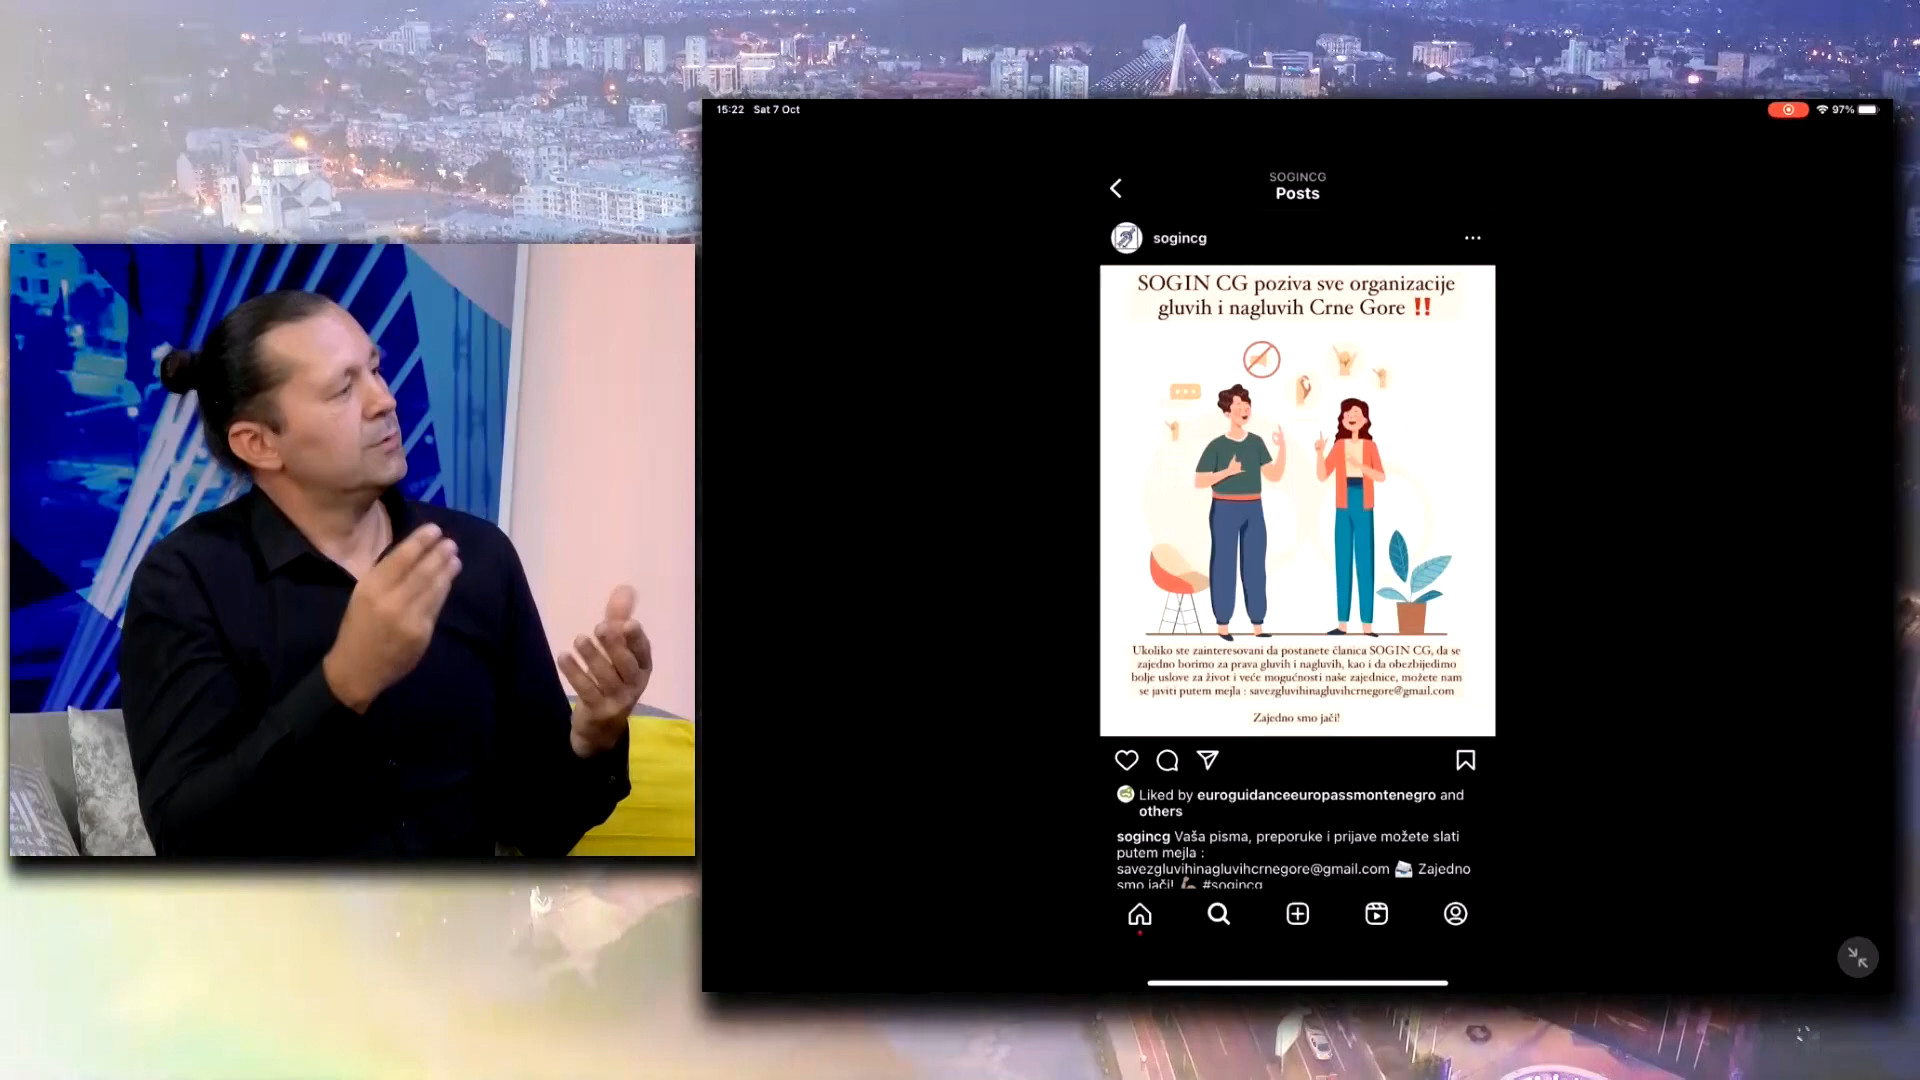 15:22 Sat 7 Oct
97%
SOGINCG
Posts
sogincg
SOGIN CG poziva sve organizacije
gluvih i nagluvih Crne Gore ‼️
Ukoliko ste zainteresovani da postanete članica SOGIN CG, da se
zajedno borimo za prava gluvih i nagluvih, kao i da obezbijedimo
bolje uslove za život i veće mogućnosti naše zajednice, možete nam
se javiti putem mejla : savezgluvihinagluvihcrnegore@gmail.com
Zajedno smo jači!
Liked by euroguidanceeuropassmontenegro and
others
sogincg Vaša pisma, preporuke i prijave možete slati
putem mejla :
savezgluvihinagluvihcrnegore@gmail.com 📨 Zajedno
smo jači! 💪🏽 #sogincg